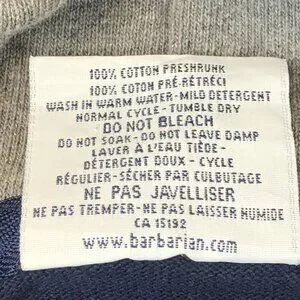 100% COTTON PRESHRUNK
100% COTON PRÉ-RÉTRÉCI
WASH IN WARM WATER-MILD DETERGENT
NORMAL CYCLE - TUMBLE DRY
DO NOT BLEACH
DO NOT SOAK- DO NOT LEAVE DAMP
LAVER À L'EAU TIÈDE-
DÉTERGENT DOUX - CYCLE
RÉGULIER-SÉCHER PAR CULBUTAGE
NE PAS JAVELLISER
NE PAS TREMPER-NE PAS LAISSER HUMIDE
CA 15192
www.barbarian.com